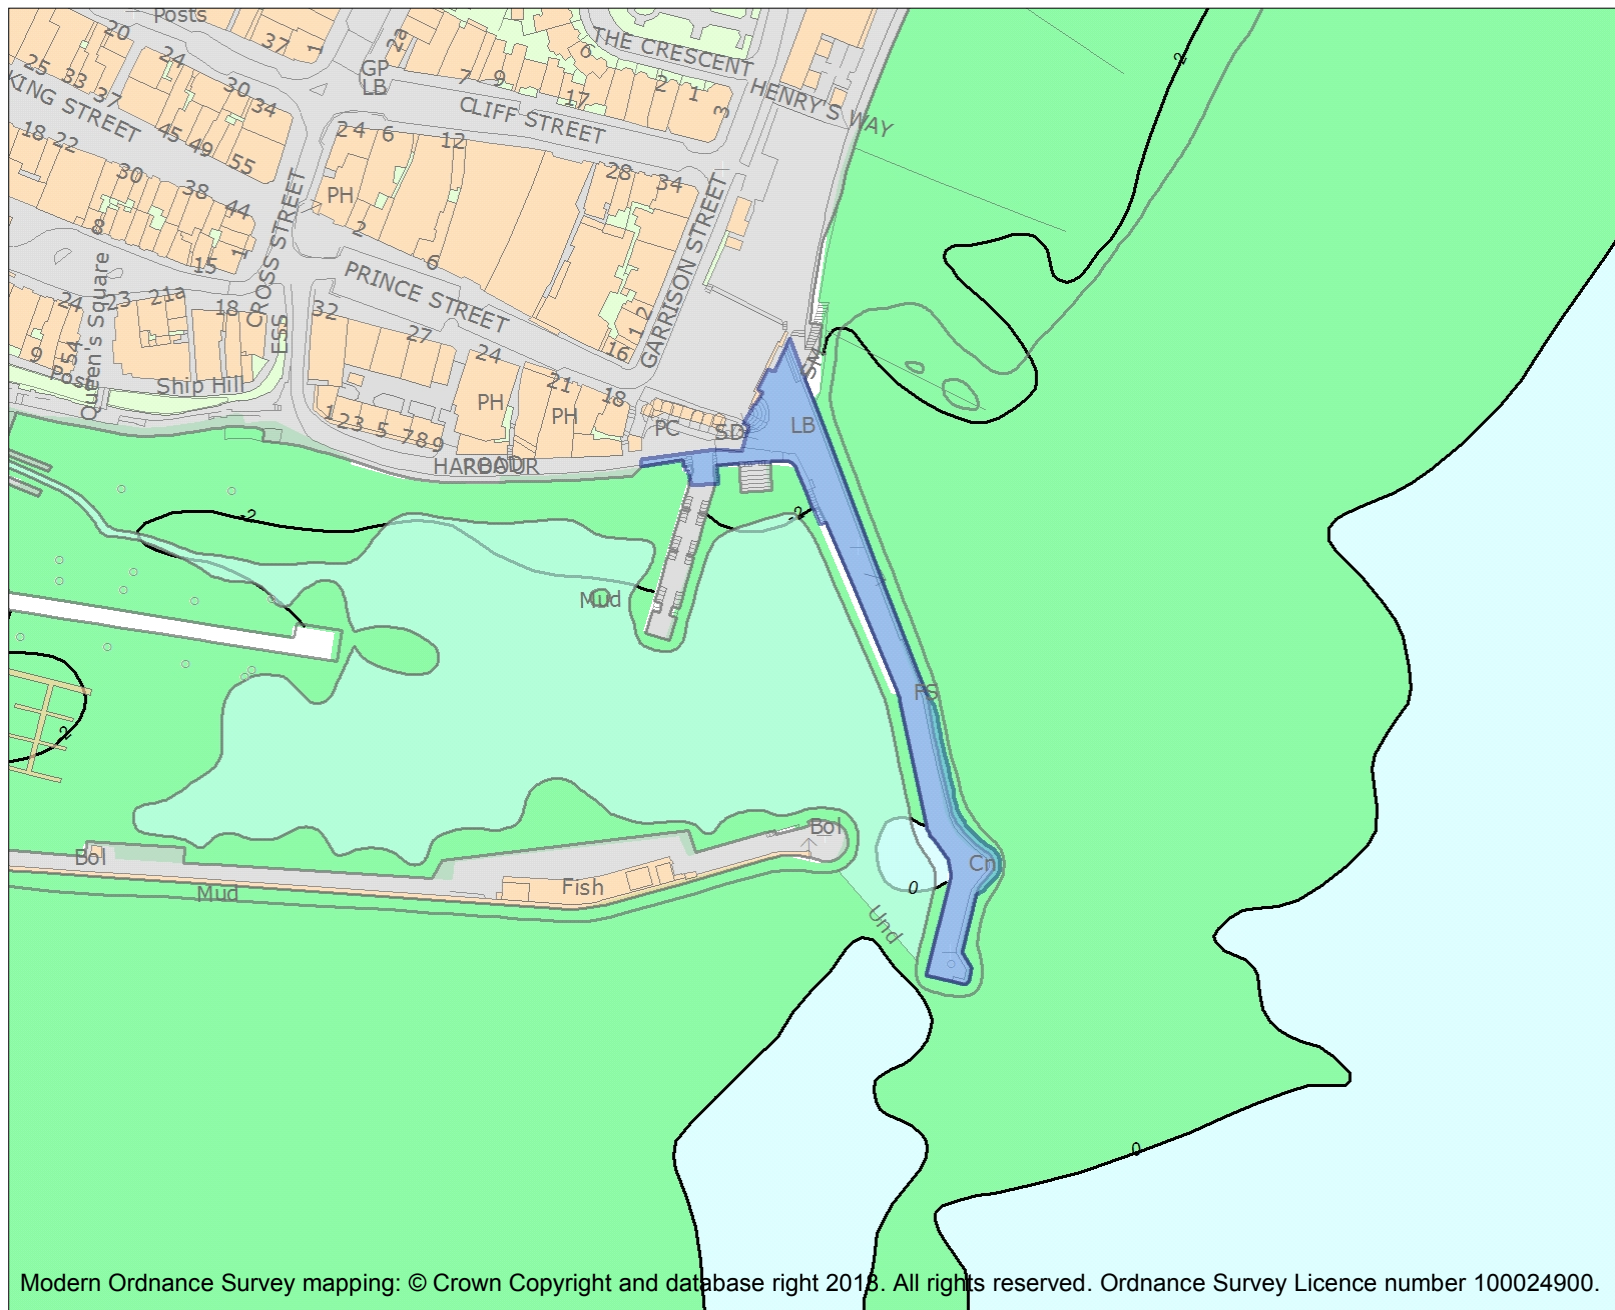 Posts
20
37
1
2a
GP
LB
24
25
33
37
30
34
KING STREET
45
49
55
7
9
17
6
THE CRESCENT
2
1
3
HENRY'S WAY
CLIFF STREET
2 4
6
12
28
34
18
22
30
38
44
8
15
1
PH
2
6
CROSS STREET
PRINCE STREET
GARRISON STREET
Queen's Square
24
23
21a
18
ESS
32
27
24
21
18
16
1 2
9
54
Posts
Ship Hill
1
2
3
5
7
8
9
PH
PH
PC
SD
LB
SM
HARBOUR
ROAD
-2
-2
2
2
Mud
FS
Bol
Bol
Cn
Fish
Mud
Und
0
0
Modern Ordnance Survey mapping: © Crown Copyright and database right 2018. All rights reserved. Ordnance Survey Licence number 100024900.